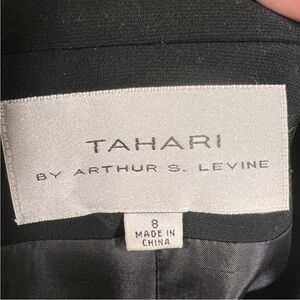 TAHARI
BY ARTHUR S. LEVINE
8
MADE IN
CHINA